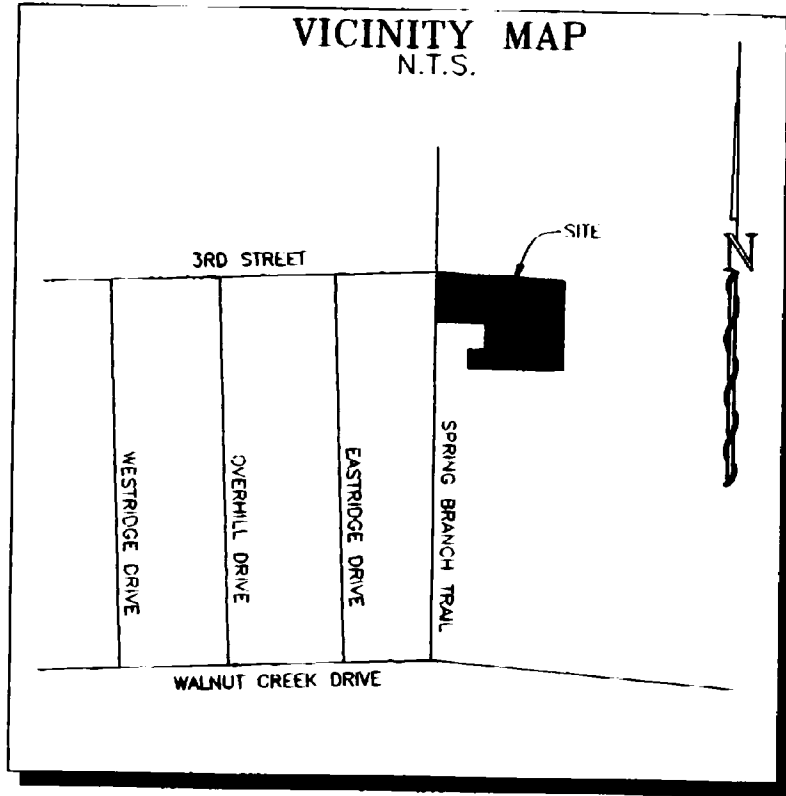 VICINITY MAP
N.T.S.
SITE
N
3RD STREET
WESTRIDGE DRIVE
OVERHILL DRIVE
EASTRIDGE DRIVE
SPRING BRANCH TRAIL
WALNUT CREEK DRIVE